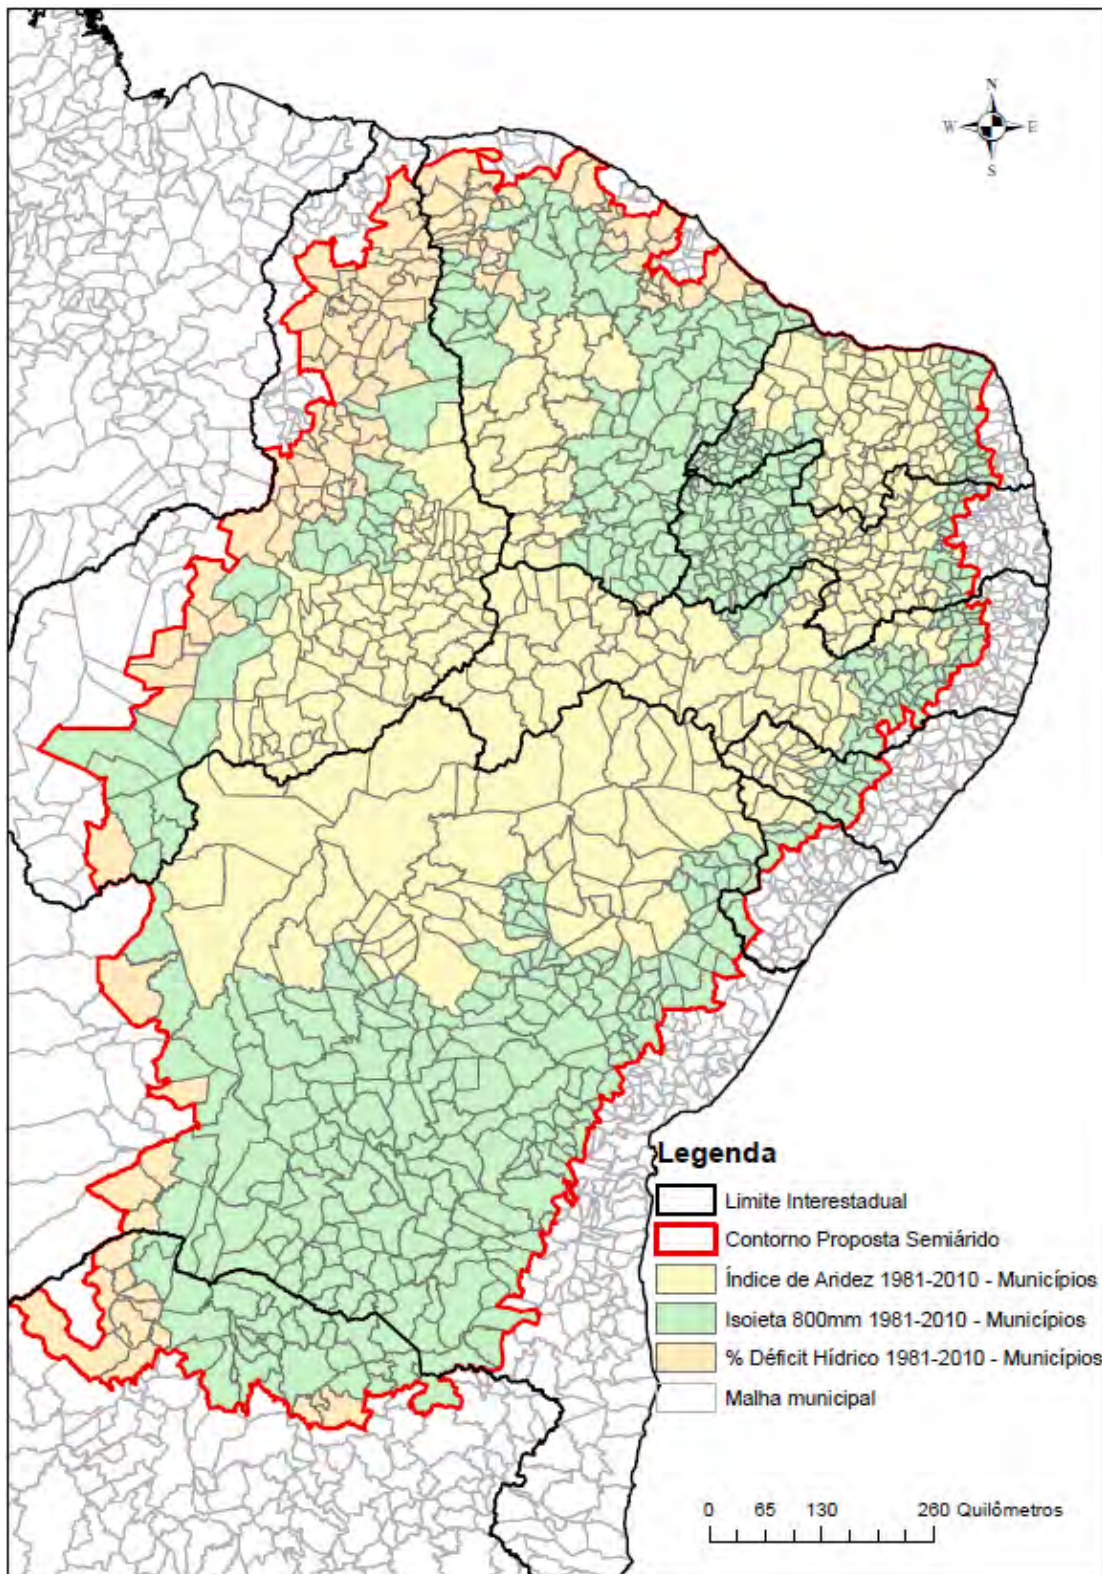 N
W E
S
Legenda
Limite Interestadual
Contorno Proposta Semiárido
Índice de Aridez 1981-2010 - Municípios
Isoieta 800mm 1981-2010 - Municípios
% Déficit Hídrico 1981-2010 - Municípios
Malha municipal
0 65 130 260 Quilômetros